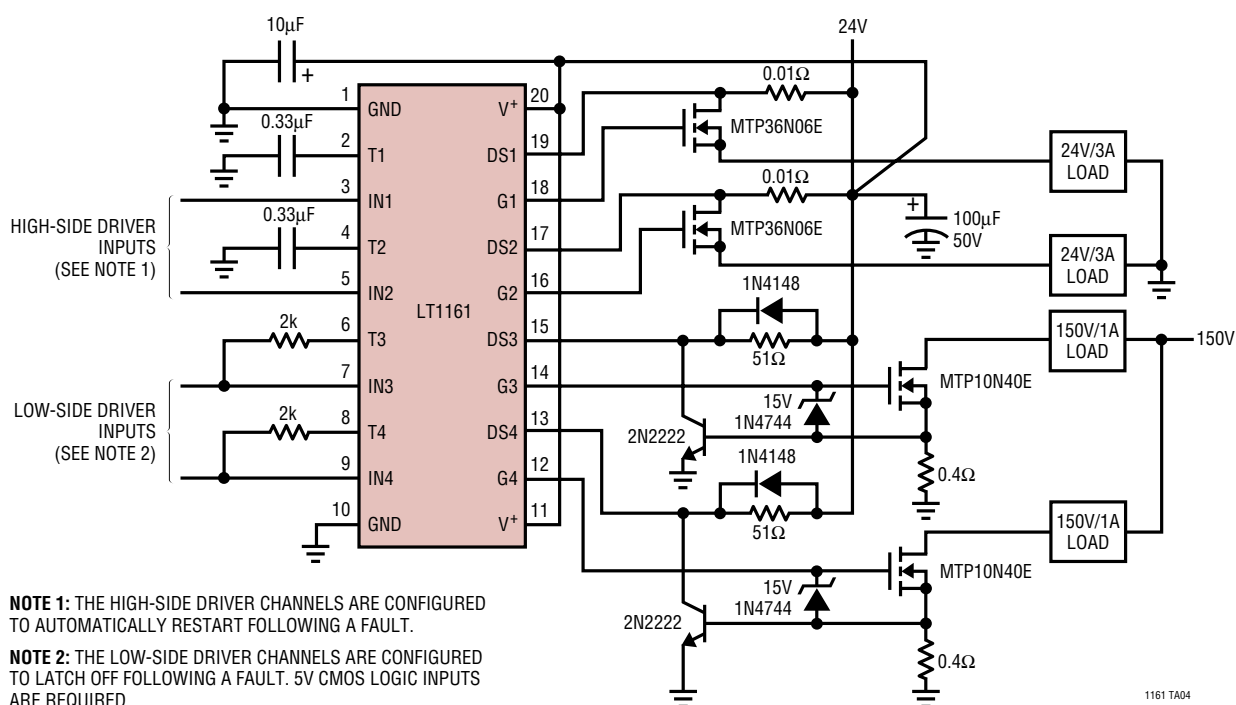 10µF
24V
0.01Ω
1
GND
V+
20
MTP36N06E
0.33µF
2
T1
DS1
19
24V/3A
LOAD
3
IN1
G1
18
0.01Ω
HIGH-SIDE DRIVER
INPUTS
(SEE NOTE 1)
0.33µF
4
T2
DS2
17
MTP36N06E
100µF
50V
24V/3A
LOAD
5
IN2
G2
16
1N4148
LT1161
2k
6
T3
DS3
15
51Ω
150V/1A
LOAD
150V
7
IN3
G3
14
MTP10N40E
LOW-SIDE DRIVER
INPUTS
(SEE NOTE 2)
2k
8
T4
DS4
13
15V
1N4744
2N2222
1N4148
9
IN4
G4
12
0.4Ω
10
GND
V+
11
51Ω
150V/1A
LOAD
MTP10N40E
15V
1N4744
2N2222
0.4Ω
NOTE 1: THE HIGH-SIDE DRIVER CHANNELS ARE CONFIGURED
TO AUTOMATICALLY RESTART FOLLOWING A FAULT.
NOTE 2: THE LOW-SIDE DRIVER CHANNELS ARE CONFIGURED
TO LATCH OFF FOLLOWING A FAULT. 5V CMOS LOGIC INPUTS
ARE REQUIRED
1161 TA04